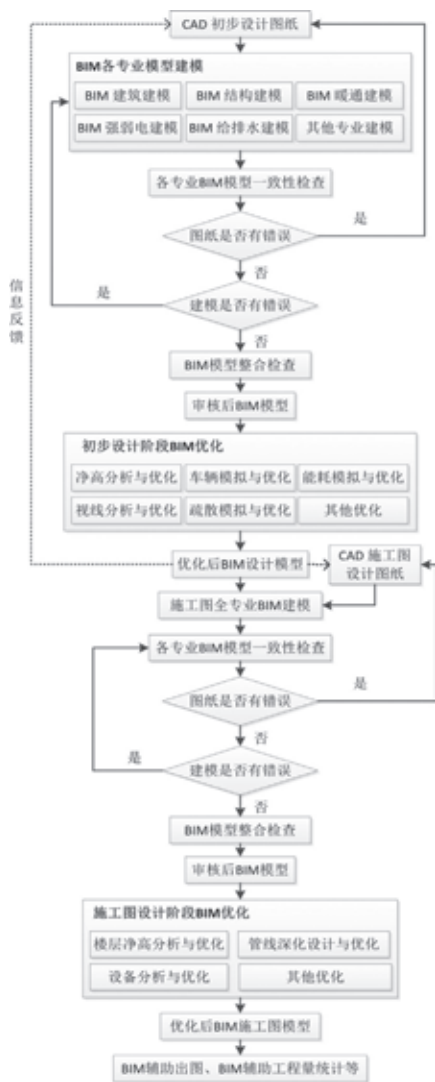 CAD 初步设计图纸
BIM各专业模型建模
BIM 建筑建模
BIM 结构建模
BIM 暖通建模
BIM 强弱电建模
BIM 给排水建模
其他专业建模
各专业BIM模型一致性检查
图纸是否有错误
是
否
建模是否有错误
是
否
信息反馈
BIM模型整合检查
审核后BIM模型
初步设计阶段BIM优化
净高分析与优化
车辆模拟与优化
能耗模拟与优化
视线分析与优化
疏散模拟与优化
其他优化
优化后BIM设计模型
CAD 施工图
设计图纸
施工图全专业BIM建模
各专业BIM模型一致性检查
图纸是否有错误
是
否
建模是否有错误
是
否
BIM模型整合检查
审核后BIM模型
施工图设计阶段BIM优化
楼层净高分析与优化
管线深化设计与优化
设备分析与优化
其他优化
优化后BIM施工图模型
BIM辅助出图、BIM辅助工程量统计等